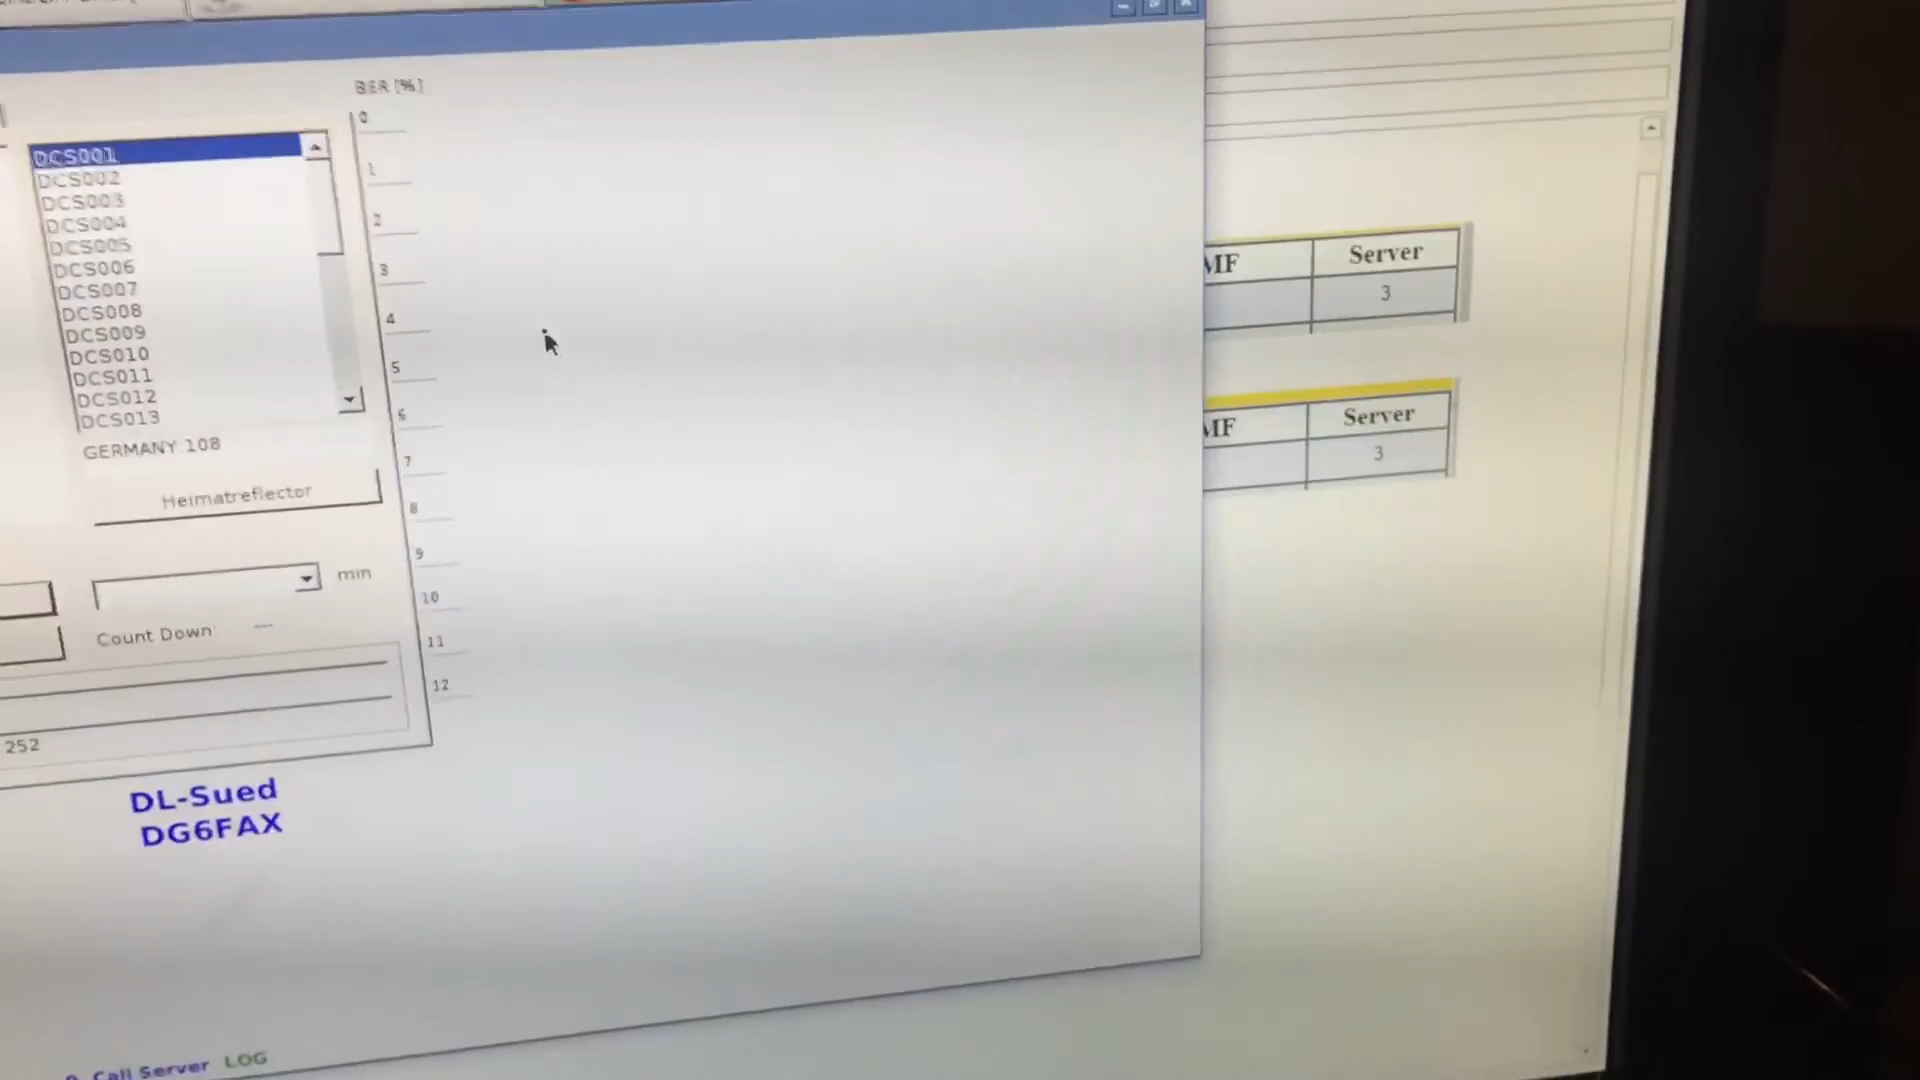 BER [%]
0
1
2
3
4
5
6
7
8
9
10
11
12
DCS001
DCS002
DCS003
DCS004
DCS005
DCS006
DCS007
DCS008
DCS009
DCS010
DCS011
DCS012
DCS013
GERMANY:108
Heimatreflector
min
Count Down:
---
252
DL-Sued
DG6FAX
Call Server LOG
MF Server
3
MF Server
3